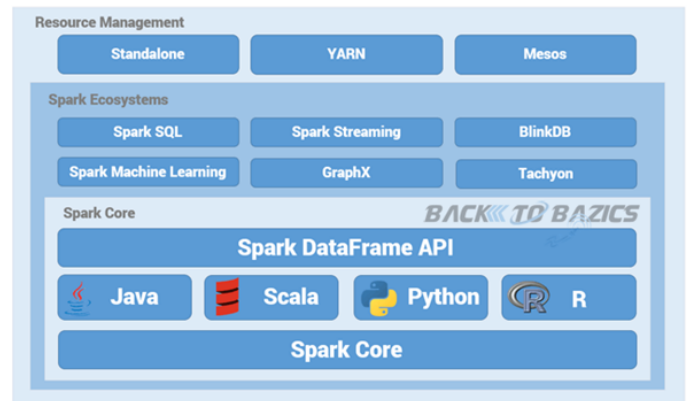 Resource Management
Standalone YARN Mesos
Spark Ecosystems
Spark SQL Spark Streaming BlinkDB
Spark Machine Learning GraphX Tachyon
Spark Core BACK TO BAZICS
Spark DataFrame API
Java Scala Python R R
Spark Core